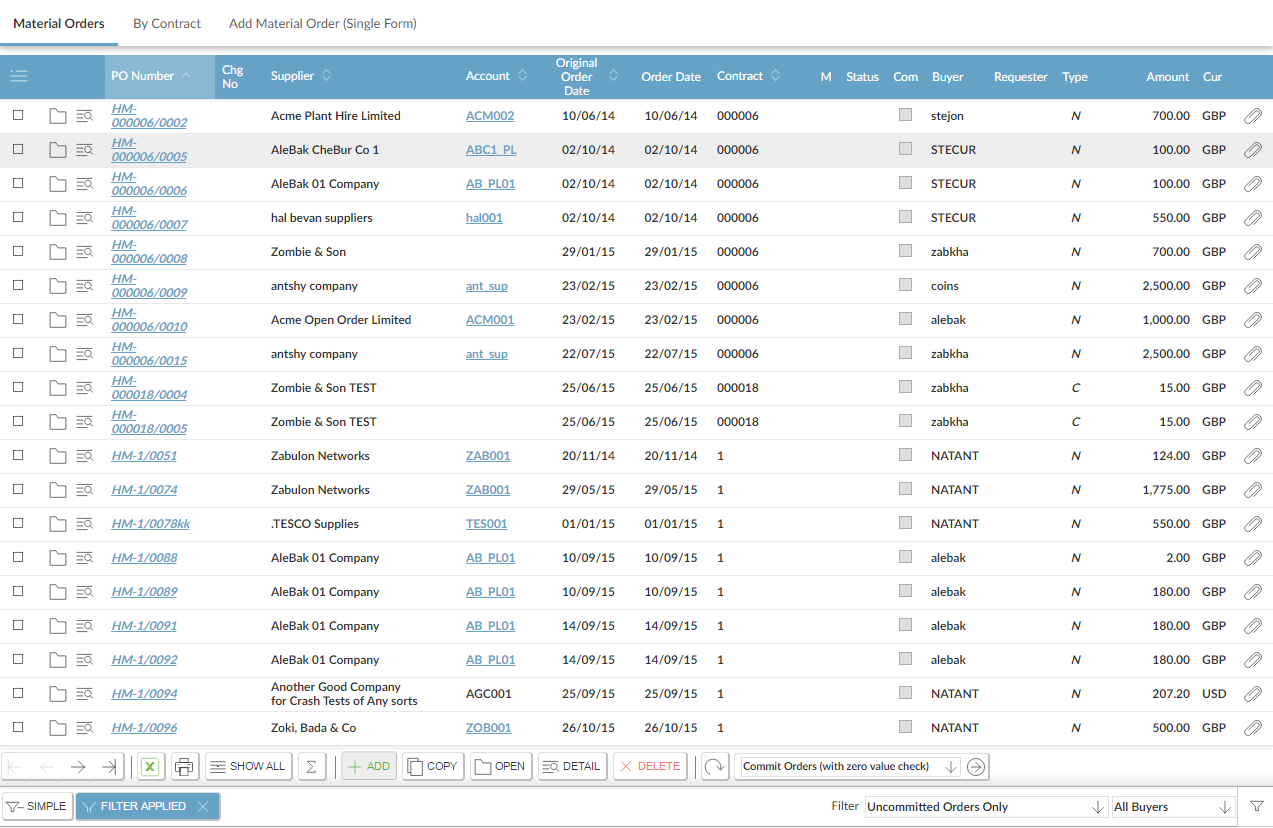 Material Orders By Contract Add Material Order (Single Form)
PO Number Chg No Supplier Account Original Order Date Order Date Contract M Status Com Buyer Requester Type Amount Cur
HM-000006/0002 Acme Plant Hire Limited ACM002 10/06/14 10/06/14 000006 stejon N 700.00 GBP
HM-000006/0005 AleBak CheBur Co 1 ABC1_PL 02/10/14 02/10/14 000006 STECUR N 100.00 GBP
HM-000006/0006 AleBak 01 Company AB_PL01 02/10/14 02/10/14 000006 STECUR N 100.00 GBP
HM-000006/0007 hal bevan suppliers hal001 02/10/14 02/10/14 000006 STECUR N 550.00 GBP
HM-000006/0008 Zombie & Son 29/01/15 29/01/15 000006 zabkha N 700.00 GBP
HM-000006/0009 antshy company ant_sup 23/02/15 23/02/15 000006 coins N 2,500.00 GBP
HM-000006/0010 Acme Open Order Limited ACM001 23/02/15 23/02/15 000006 alebak N 1,000.00 GBP
HM-000006/0015 antshy company ant_sup 22/07/15 22/07/15 000006 zabkha N 2,500.00 GBP
HM-000018/0004 Zombie & Son TEST 25/06/15 25/06/15 000018 zabkha C 15.00 GBP
HM-000018/0005 Zombie & Son TEST 25/06/15 25/06/15 000018 zabkha C 15.00 GBP
HM-1/0051 Zabulon Networks ZAB001 20/11/14 20/11/14 1 NATANT N 124.00 GBP
HM-1/0074 Zabulon Networks ZAB001 29/05/15 29/05/15 1 NATANT N 1,775.00 GBP
HM-1/0078kk .TESCO Supplies TES001 01/01/15 01/01/15 1 NATANT N 550.00 GBP
HM-1/0088 AleBak 01 Company AB_PL01 10/09/15 10/09/15 1 alebak N 2.00 GBP
HM-1/0089 AleBak 01 Company AB_PL01 10/09/15 10/09/15 1 alebak N 180.00 GBP
HM-1/0091 AleBak 01 Company AB_PL01 14/09/15 14/09/15 1 alebak N 180.00 GBP
HM-1/0092 AleBak 01 Company AB_PL01 14/09/15 14/09/15 1 alebak N 180.00 GBP
HM-1/0094 Another Good Company for Crash Tests of Any sorts AGC001 25/09/15 25/09/15 1 NATANT N 207.20 USD
HM-1/0096 Zoki, Bada & Co ZOB001 26/10/15 26/10/15 1 NATANT N 500.00 GBP
X SHOW ALL Σ ADD COPY OPEN DETAIL DELETE Commit Orders (with zero value check)
SIMPLE FILTER APPLIED Filter Uncommitted Orders Only All Buyers